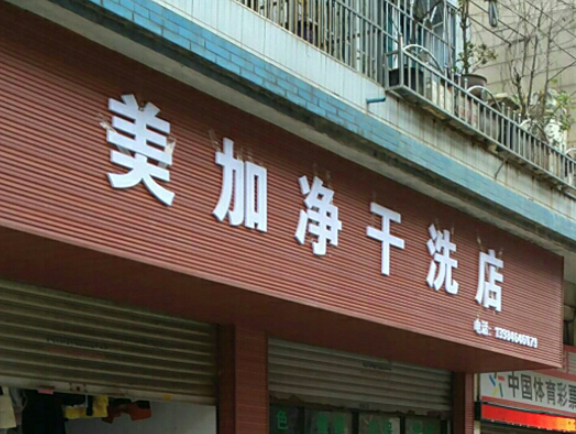 美加净干洗店
电话:
中国体育彩票